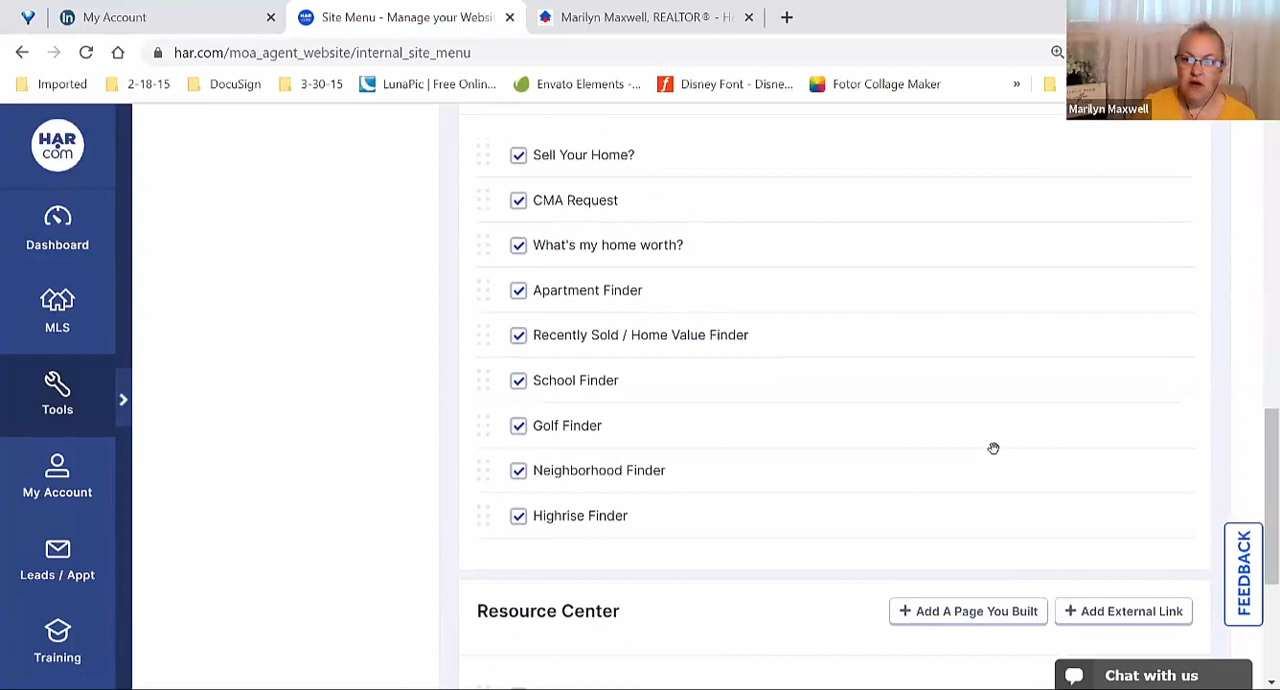 My Account
Site Menu - Manage your Websi
Marilyn Maxwell, REALTOR® - H
har.com/moa_agent_website/internal_site_menu
Imported
2-18-15
DocuSign
3-30-15
LunaPic | Free Onlin...
Envato Elements -...
Disney Font - Disne...
Fotor Collage Maker
»
Marilyn Maxwell
HAR
com
Dashboard
MLS
Tools
My Account
Leads / Appt
Training
Sell Your Home?
CMA Request
What's my home worth?
Apartment Finder
Recently Sold / Home Value Finder
School Finder
Golf Finder
Neighborhood Finder
Highrise Finder
Resource Center
+ Add A Page You Built
+ Add External Link
FEEDBACK
Chat with us